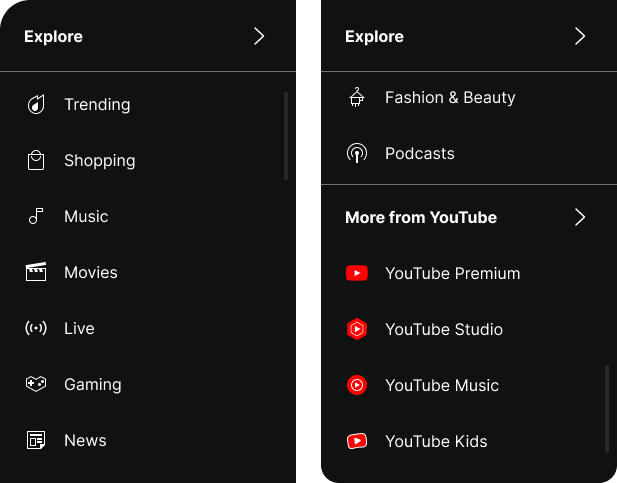 Explore
Trending
Shopping
Music
Movies
Live
Gaming
News
Explore
Fashion & Beauty
Podcasts
More from YouTube
YouTube Premium
YouTube Studio
YouTube Music
YouTube Kids